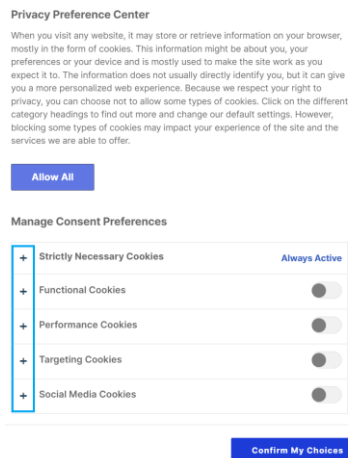 Privacy Preference Center
When you visit any website, it may store or retrieve information on your browser,
mostly in the form of cookies. This information might be about you, your
preferences or your device and is mostly used to make the site work as you
expect it to. The information does not usually directly identify you, but it can give
you a more personalized web experience. Because we respect your right to
privacy, you can choose not to allow some types of cookies. Click on the different
category headings to find out more and change our default settings. However,
blocking some types of cookies may impact your experience of the site and the
services we are able to offer.
Allow All
Manage Consent Preferences
+ Strictly Necessary Cookies Always Active
+ Functional Cookies
+ Performance Cookies
+ Targeting Cookies
+ Social Media Cookies
Confirm My Choices